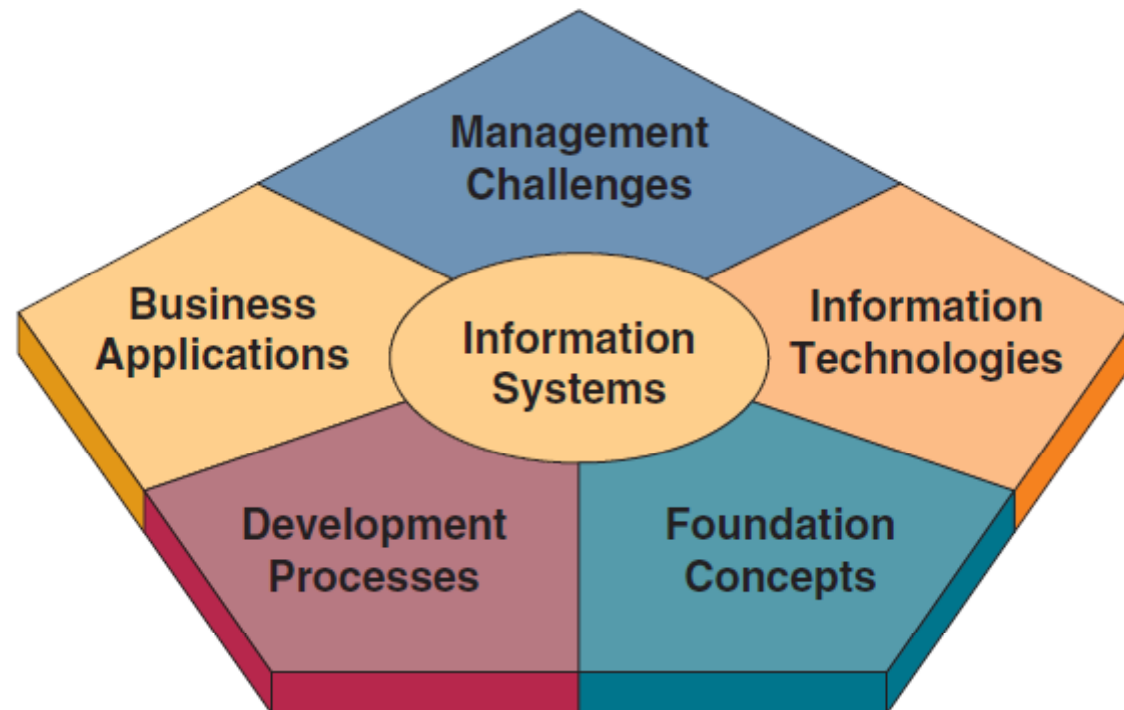 Management
Challenges
Business
Applications
Information
Systems
Information
Technologies
Development
Processes
Foundation
Concepts